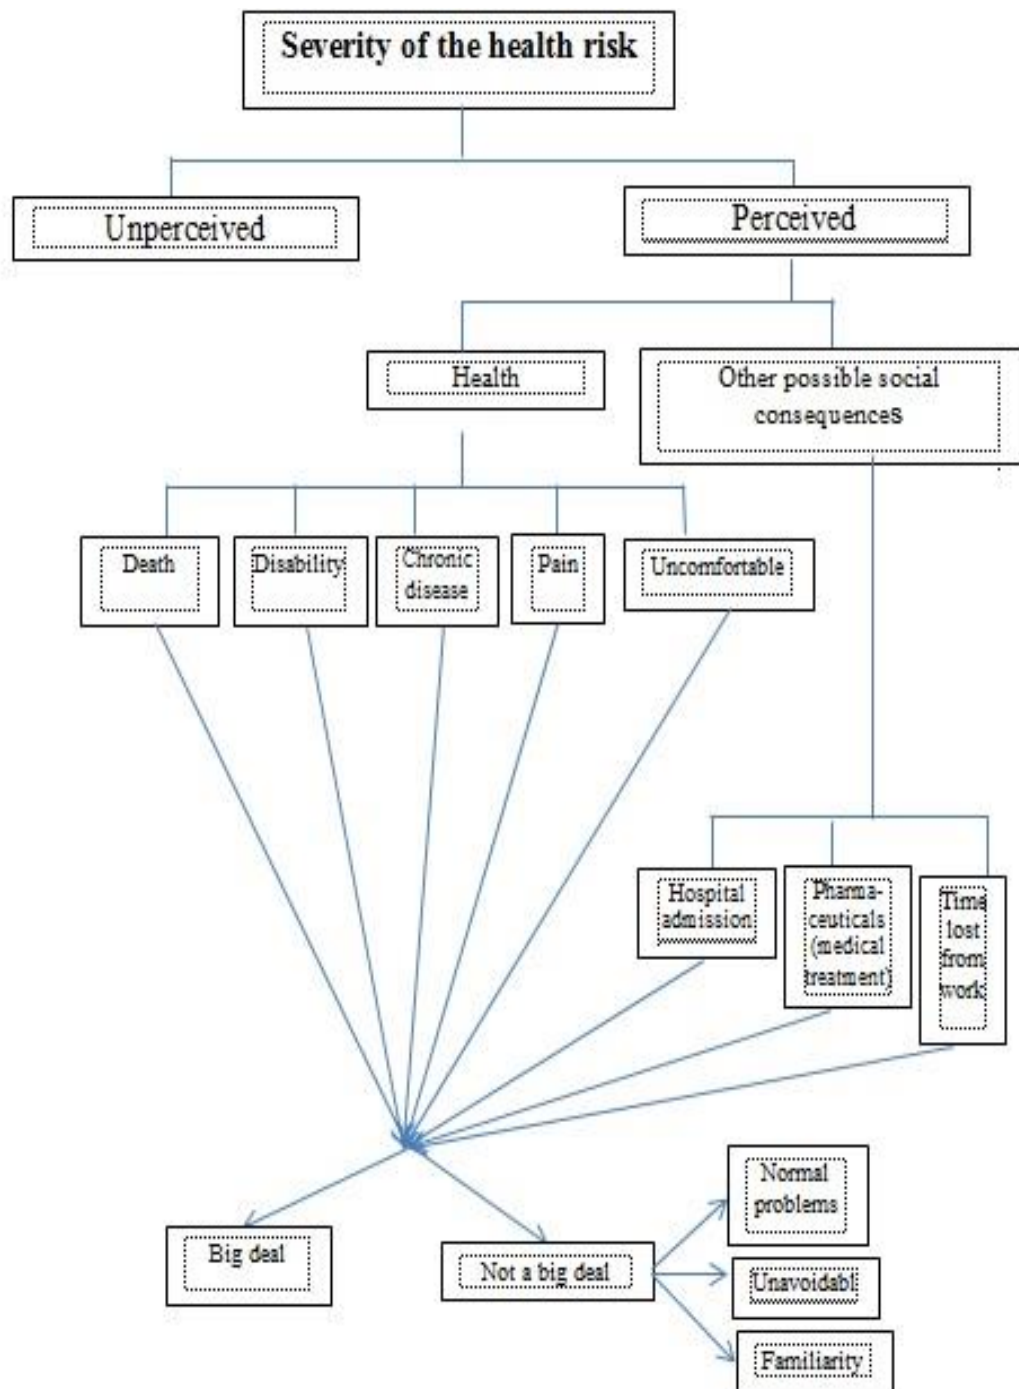 Severity of the health risk
Unperceived
Perceived
Health
Other possible social
consequences
Death
Disability
Chronic
disease
Pain
Uncomfortable
Hospital
admission
Pharma-
ceuticals
(medical
treatment)
Time
lost
from
work
Big deal
Not a big deal
Normal
problems
Unavoidabl
Familiarity